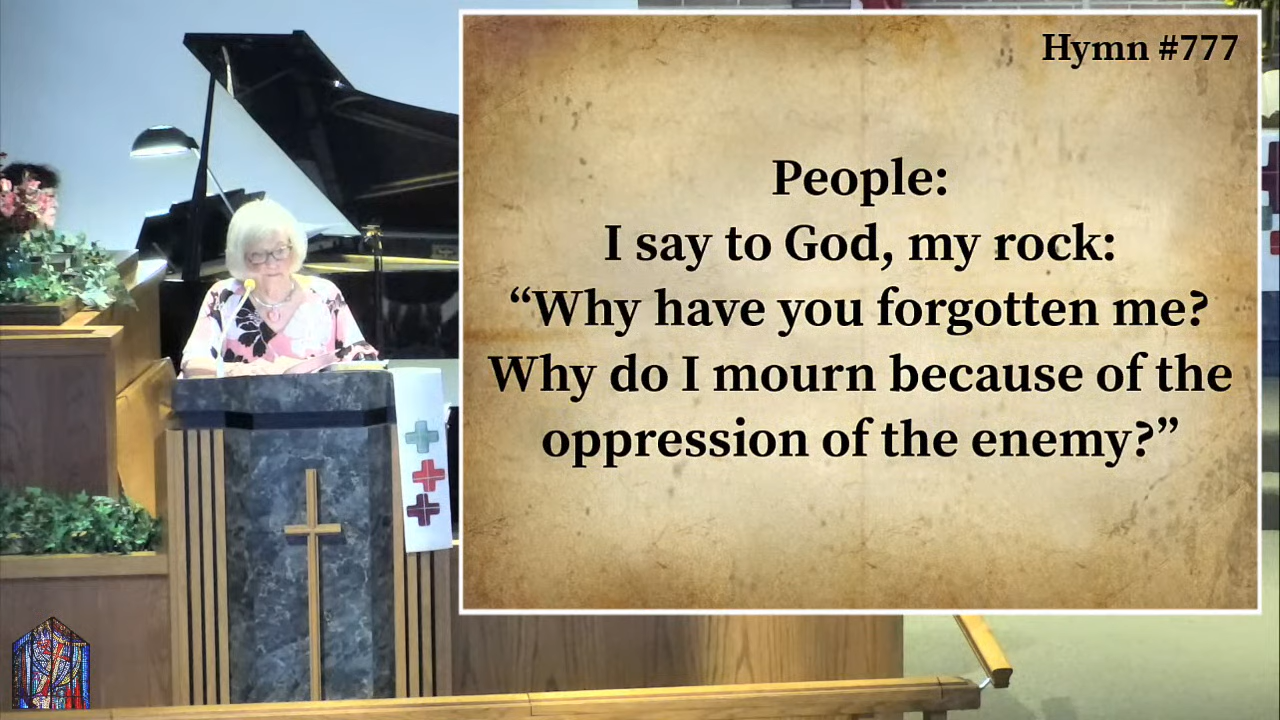 Hymn #777
People:
I say to God, my rock:
“Why have you forgotten me?
Why do I mourn because of the
oppression of the enemy?”